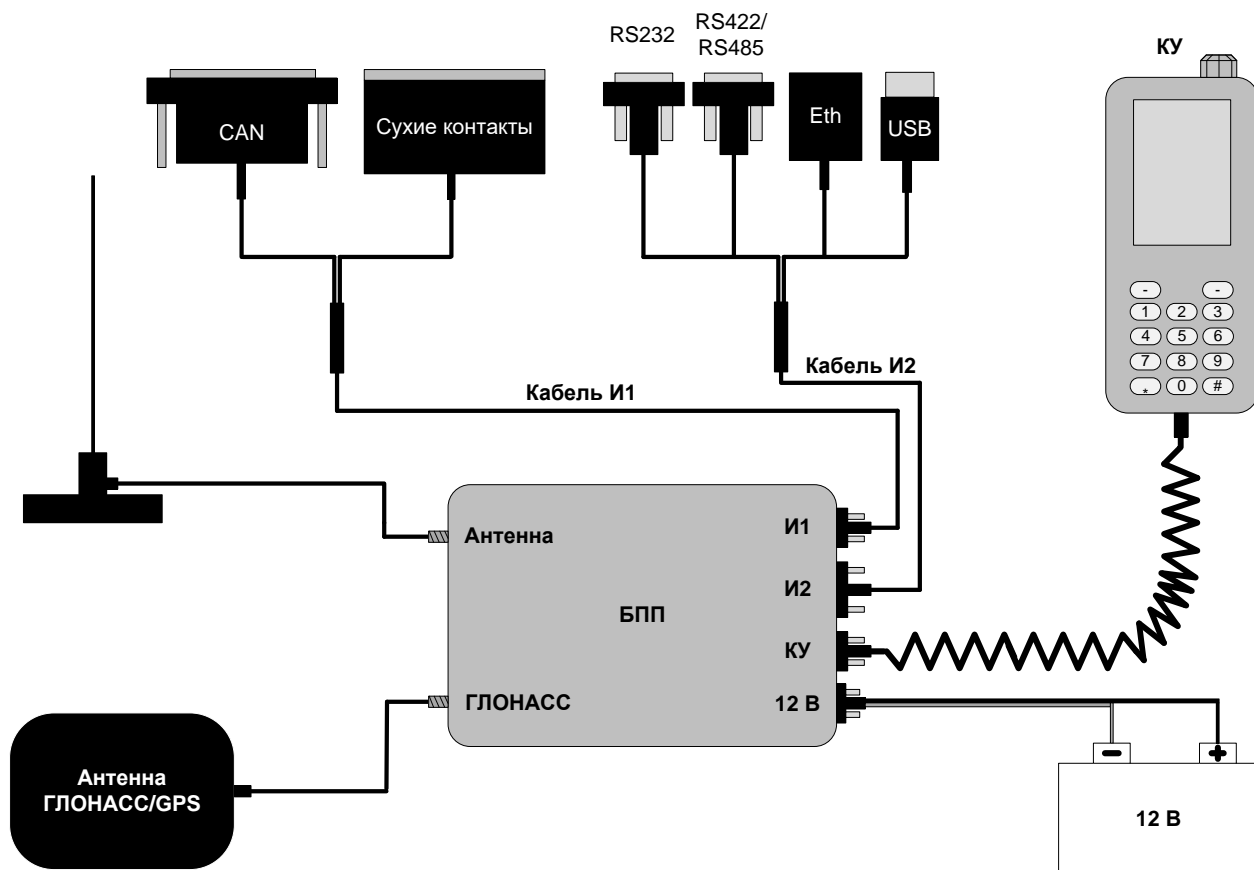 RS232
RS422/
RS485
КУ
CAN
Сухие контакты
Eth
USB
- -
1 2 3
4 5 6
7 8 9
* 0 #
Кабель И2
Кабель И1
Антенна
И1
И2
БПП
КУ
ГЛОНАСС
12 В
Антенна
ГЛОНАСС/GPS
- +
12 В